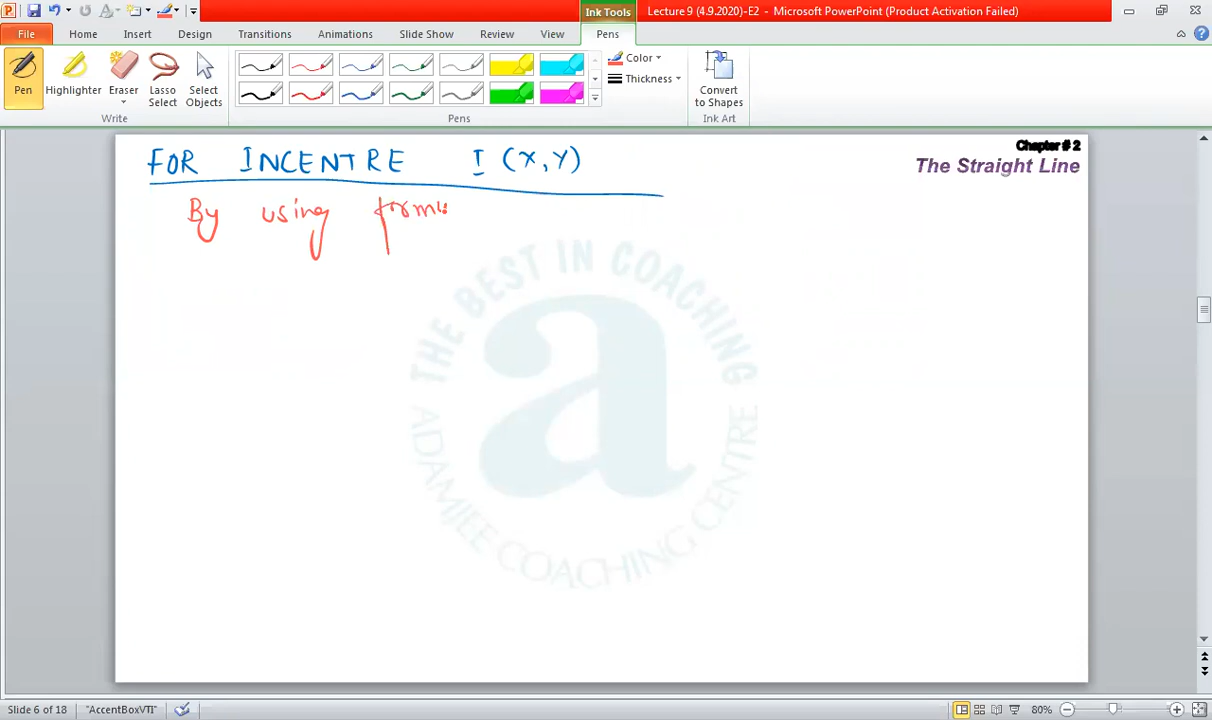 Ink Tools
Lecture 9 (4.9.2020)-E2 - Microsoft PowerPoint (Product Activation Failed)
File Home Insert Design Transitions Animations Slide Show Review View Pens
Pen Highlighter Eraser Lasso Select Select Objects
Color
Thickness
Convert to Shapes
Write Pens Ink Art
FOR INCENTRE I (X,Y)
Chapter # 2
The Straight Line
By using
THE BEST IN COACHING
a
ADAMJEE COACHING CENTRE
Slide 6 of 18 "AccentBoxVTI" 80%